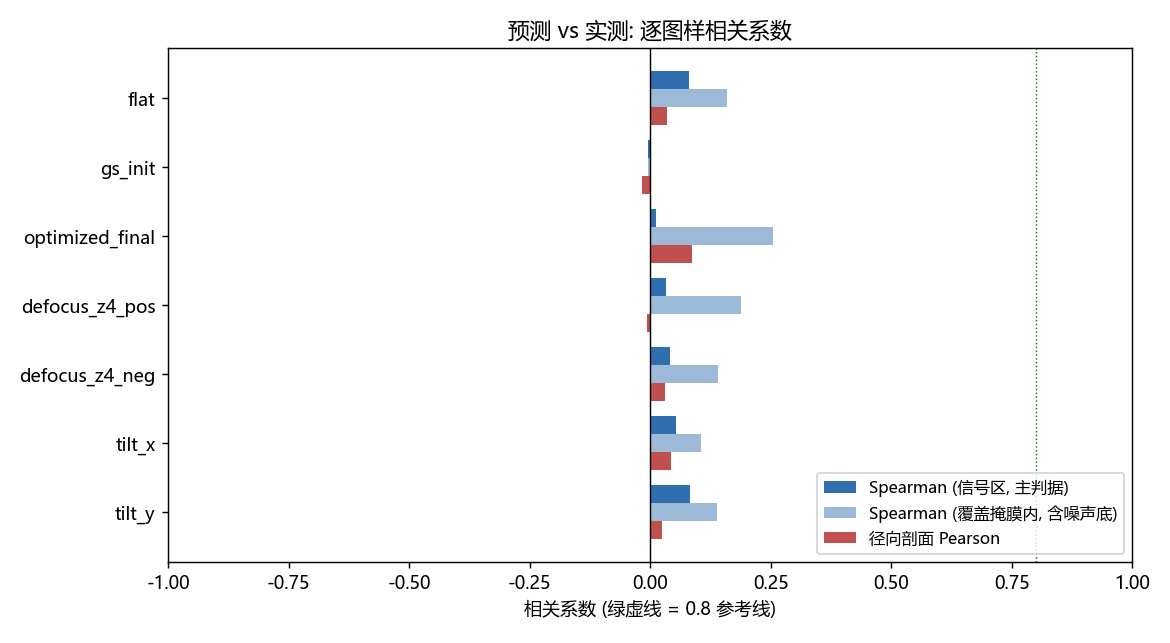 预测 vs 实测: 逐图样相关系数
flat
gs_init
optimized_final
defocus_z4_pos
defocus_z4_neg
tilt_x
tilt_y
Spearman (信号区, 主判据)
Spearman (覆盖掩膜内, 含噪声底)
径向剖面 Pearson
-1.00 -0.75 -0.50 -0.25 0.00 0.25 0.50 0.75 1.00
相关系数 (绿虚线 = 0.8 参考线)